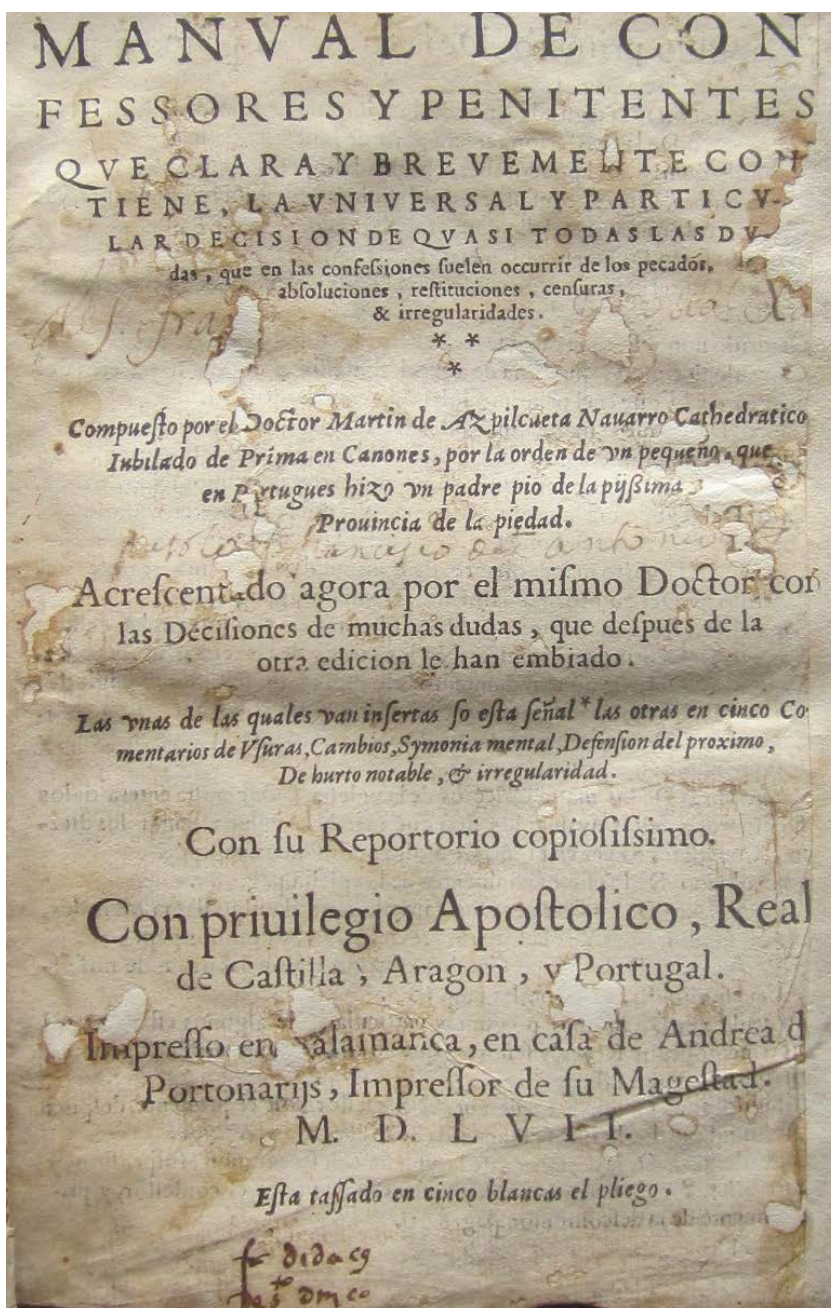 MANVAL DE CON
FESSORES Y PENITENTES
QVE CLARA Y BREVEMENTE CON
TIENE, LA VNIVERSAL Y PARTICV-
LAR DECISION DE QVASI TODAS LAS DV-
das, que en las confeſsiones ſuelen occurrir de los pecados,
abſoluciones, reſtituciones, cenſuras,
& irregularidades.
* *
*
Compueſto por el Doctor Martin de Azpilcueta Nauarro Cathedratico
Iubilado de Prima en Canones, por la orden de vn pequeño, que
en Portugues hizo vn padre pio de la pijſsima
Prouincia de la piedad.
Acreſcentado agora por el miſmo Doctor con
las Deciſiones de muchas dudas, que deſpues de la
otra edicion le han embiado.
Las vnas de las quales van inſertas ſo eſta ſeñal * las otras en cinco Co-
mentarios de Vſuras, Cambios, Symonia mental, Defenſion del proximo,
De hurto notable, & irregularidad.
Con ſu Reportorio copioſiſsimo.
Con priuilegio Apoſtolico, Real
de Caſtilla, Aragon, y Portugal.
Impreſſo en Salamanca, en caſa de Andrea d
Portonarijs, Impreſſor de ſu Mageſtad.
M. D. L V I I.
Eſta taſſado en cinco blancas el pliego.